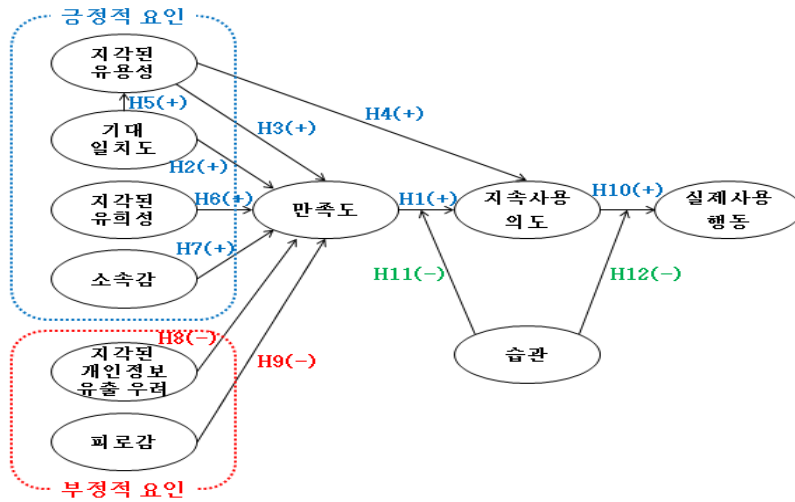 긍정적 요인
지각된
유용성
H5(+)
H4(+)
H3(+)
기대
일치도
H2(+)
지각된
유희성
H6(+)
만족도
H1(+)
지속사용
의도
H10(+)
실제사용
행동
H7(+)
소속감
H11(-)
H12(-)
H8(-)
지각된
개인정보
유출 우려
H9(-)
습관
피로감
부정적 요인